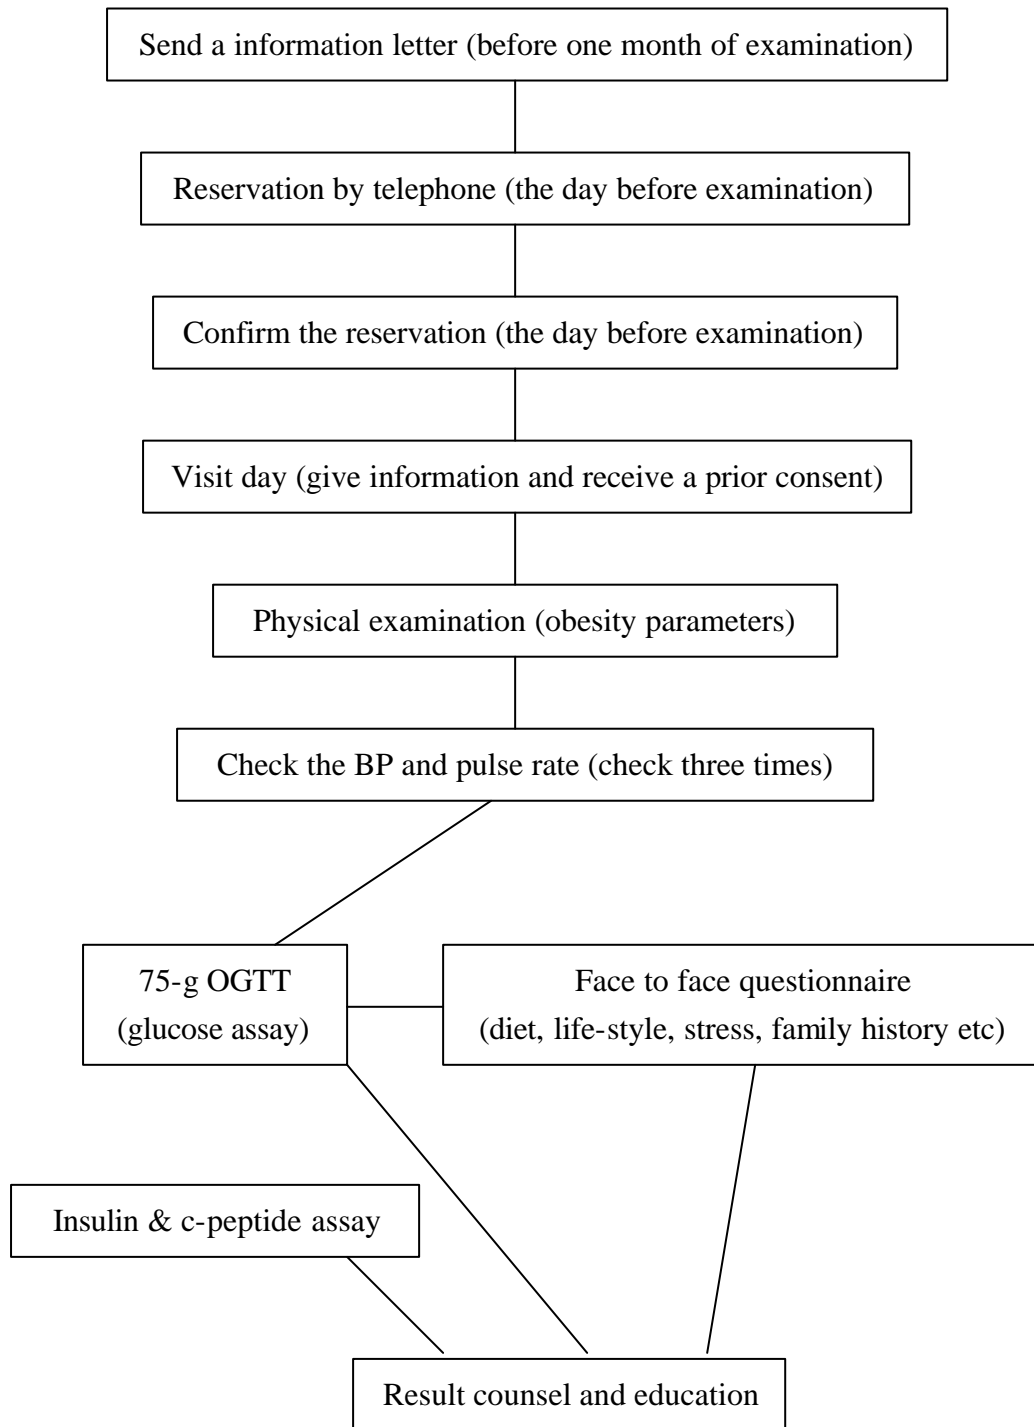 Send a information letter (before one month of examination)
Reservation by telephone (the day before examination)
Confirm the reservation (the day before examination)
Visit day (give information and receive a prior consent)
Physical examination (obesity parameters)
Check the BP and pulse rate (check three times)
75-g OGTT
(glucose assay)
Face to face questionnaire
(diet, life-style, stress, family history etc)
Insulin & c-peptide assay
Result counsel and education